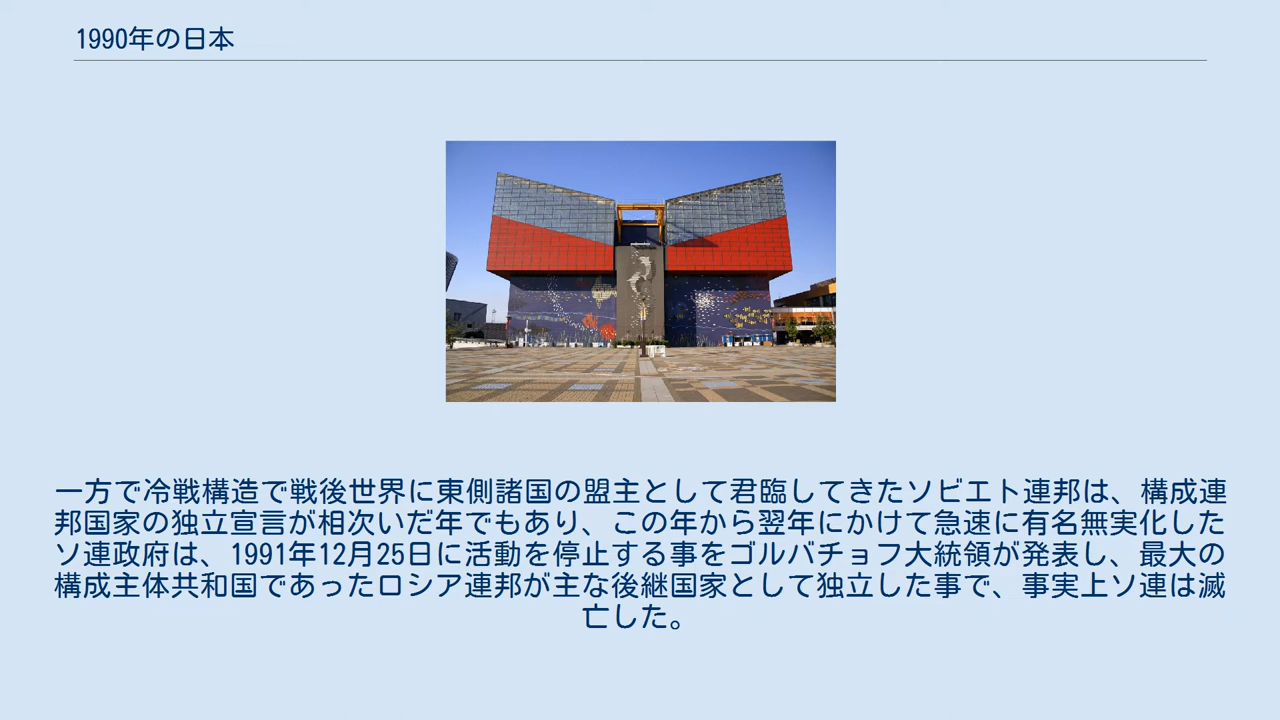 1990年の日本
一方で冷戦構造で戦後世界に東側諸国の盟主として君臨してきたソビエト連邦は、構成連
邦国家の独立宣言が相次いだ年でもあり、この年から翌年にかけて急速に有名無実化した
ソ連政府は、1991年12月25日に活動を停止する事をゴルバチョフ大統領が発表し、最大の
構成主体共和国であったロシア連邦が主な後継国家として独立した事で、事実上ソ連は滅
亡した。